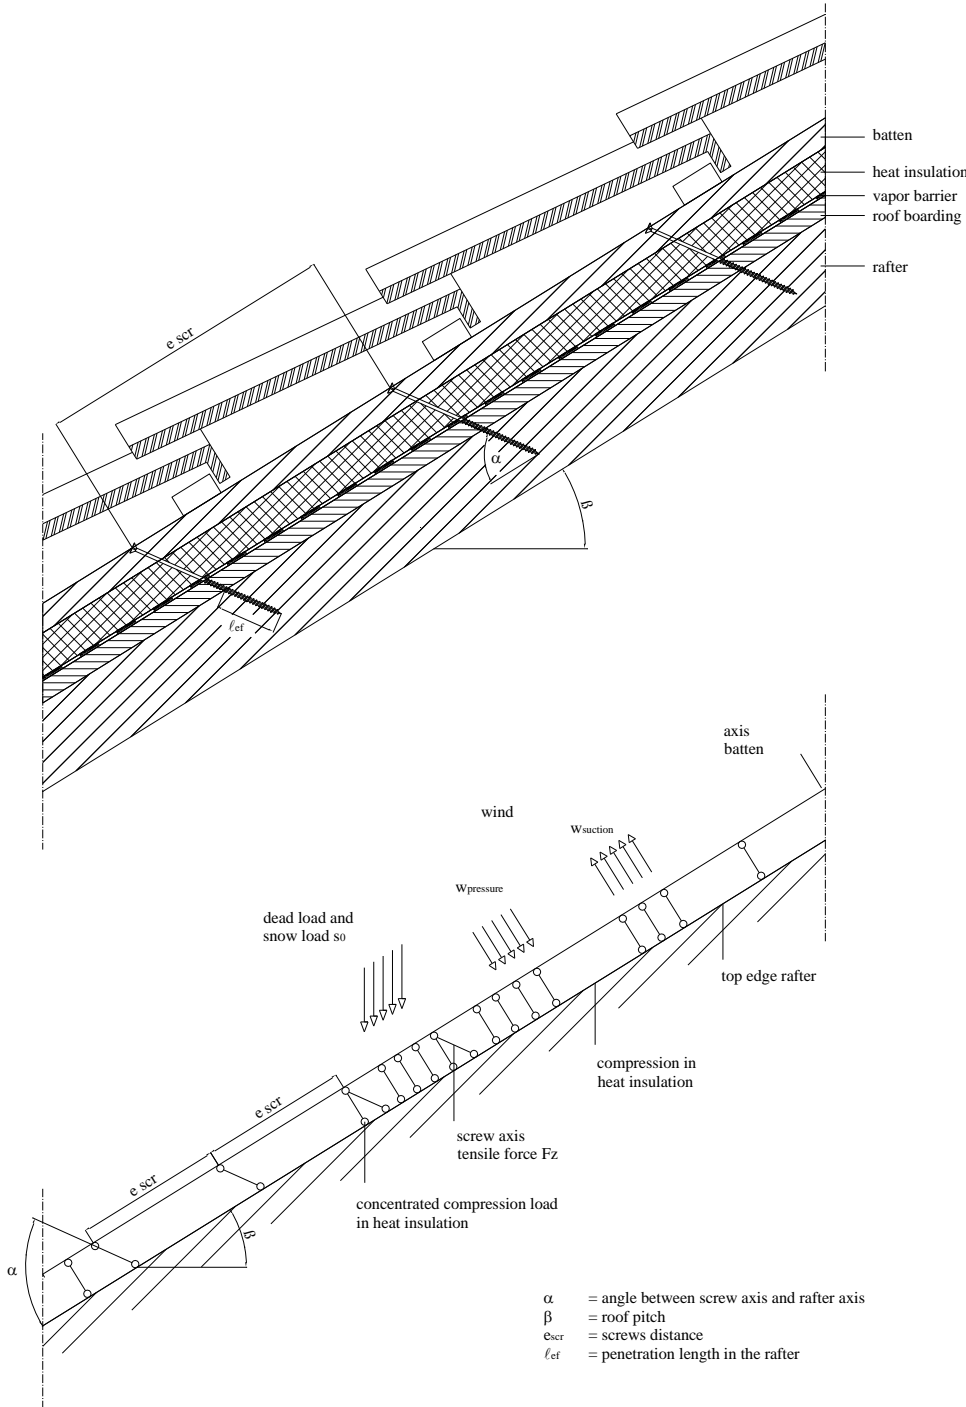 batten
heat insulation
vapor barrier
roof boarding
rafter
e scr
α
β
ℓef
axis
batten
wind
Wsuction
Wpressure
dead load and
snow load s0
top edge rafter
compression in
heat insulation
e scr
screw axis
tensile force Fz
e scr
concentrated compression load
in heat insulation
β
α
α = angle between screw axis and rafter axis
β = roof pitch
escr = screws distance
ℓef = penetration length in the rafter